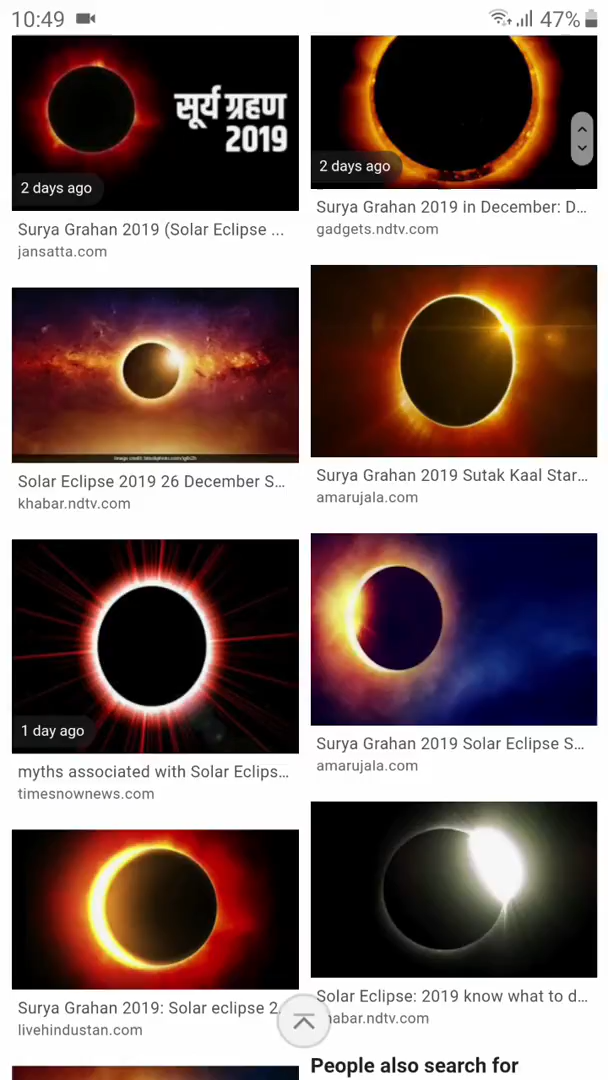 10:49
47%
सूर्य ग्रहण
2019
2 days ago
Surya Grahan 2019 (Solar Eclipse ...
jansatta.com
2 days ago
Surya Grahan 2019 in December: D...
gadgets.ndtv.com
Solar Eclipse 2019 26 December S...
khabar.ndtv.com
Surya Grahan 2019 Sutak Kaal Star...
amarujala.com
1 day ago
myths associated with Solar Eclips...
timesnownews.com
Surya Grahan 2019 Solar Eclipse S...
amarujala.com
Surya Grahan 2019: Solar eclipse 2
livehindustan.com
Solar Eclipse: 2019 know what to d...
habar.ndtv.com
People also search for